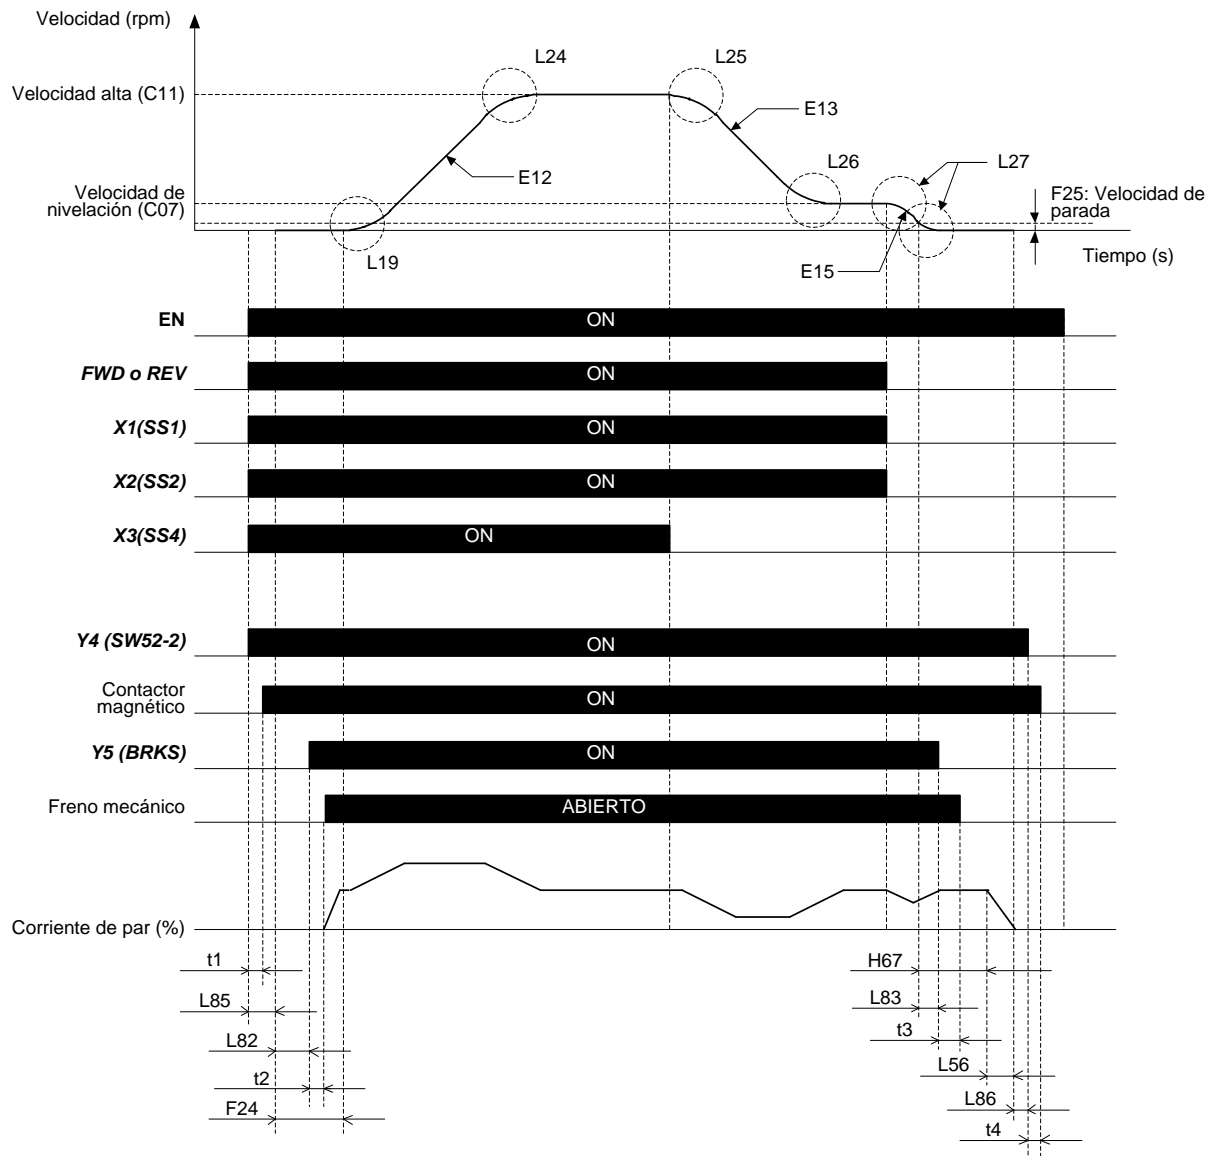 Velocidad (rpm)
L24
L25
Velocidad alta (C11)
E13
L26
L27
E12
Velocidad de
nivelación (C07)
F25: Velocidad de
parada
L19
E15
Tiempo (s)
EN
ON
FWD o REV
ON
X1(SS1)
ON
X2(SS2)
ON
X3(SS4)
ON
Y4 (SW52-2)
ON
Contactor
magnético
ON
Y5 (BRKS)
ON
Freno mecánico
ABIERTO
Corriente de par (%)
t1
H67
L85
L83
L82
t3
t2
L56
F24
L86
t4